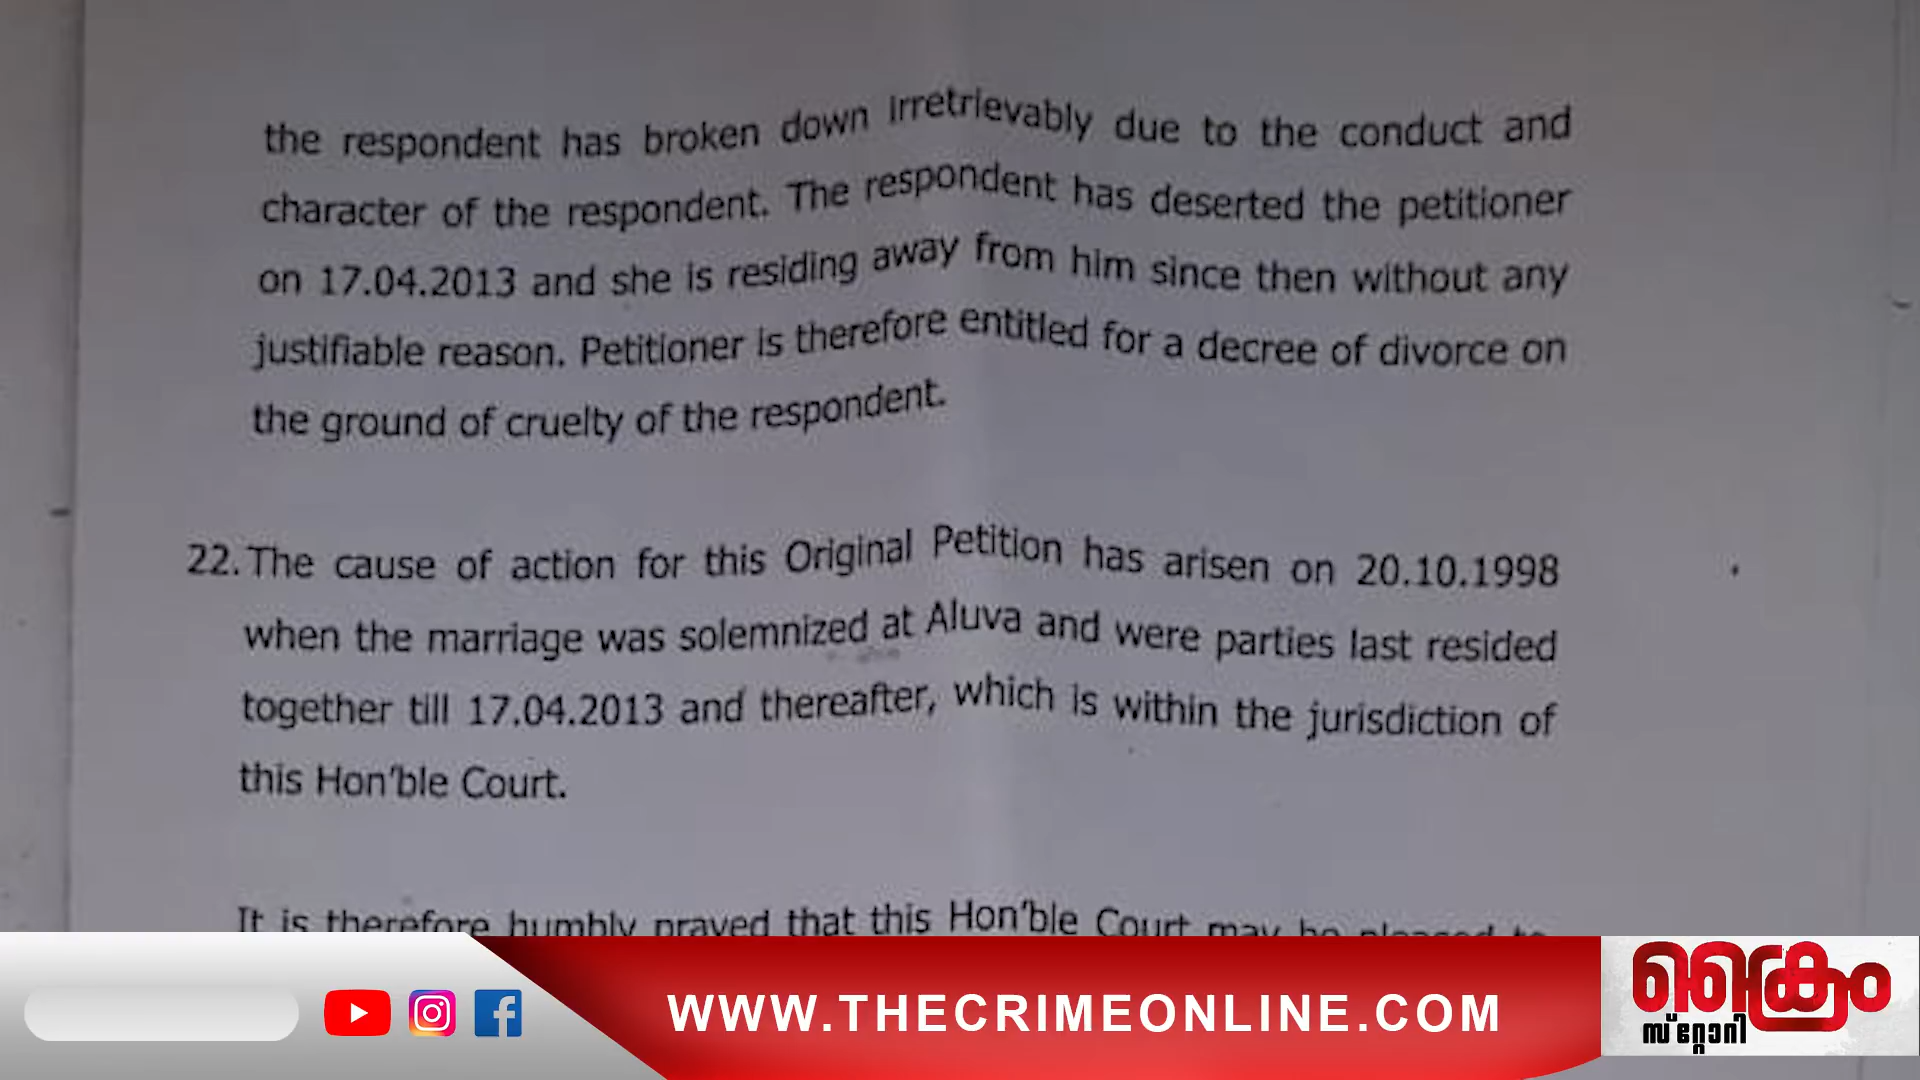 the respondent has broken down irretrievably due to the conduct and
character of the respondent. The respondent has deserted the petitioner
on 17.04.2013 and she is residing away from him since then without any
justifiable reason. Petitioner is therefore entitled for a decree of divorce on
the ground of cruelty of the respondent.
22. The cause of action for this Original Petition has arisen on 20.10.1998
when the marriage was solemnized at Aluva and were parties last resided
together till 17.04.2013 and thereafter, which is within the jurisdiction of
this Hon'ble Court.
It is therefore humbly prayed that this Hon'ble Court may be pleased to
WWW.THECRIMEONLINE.COM
ക്രൈം
സ്റ്റോറി